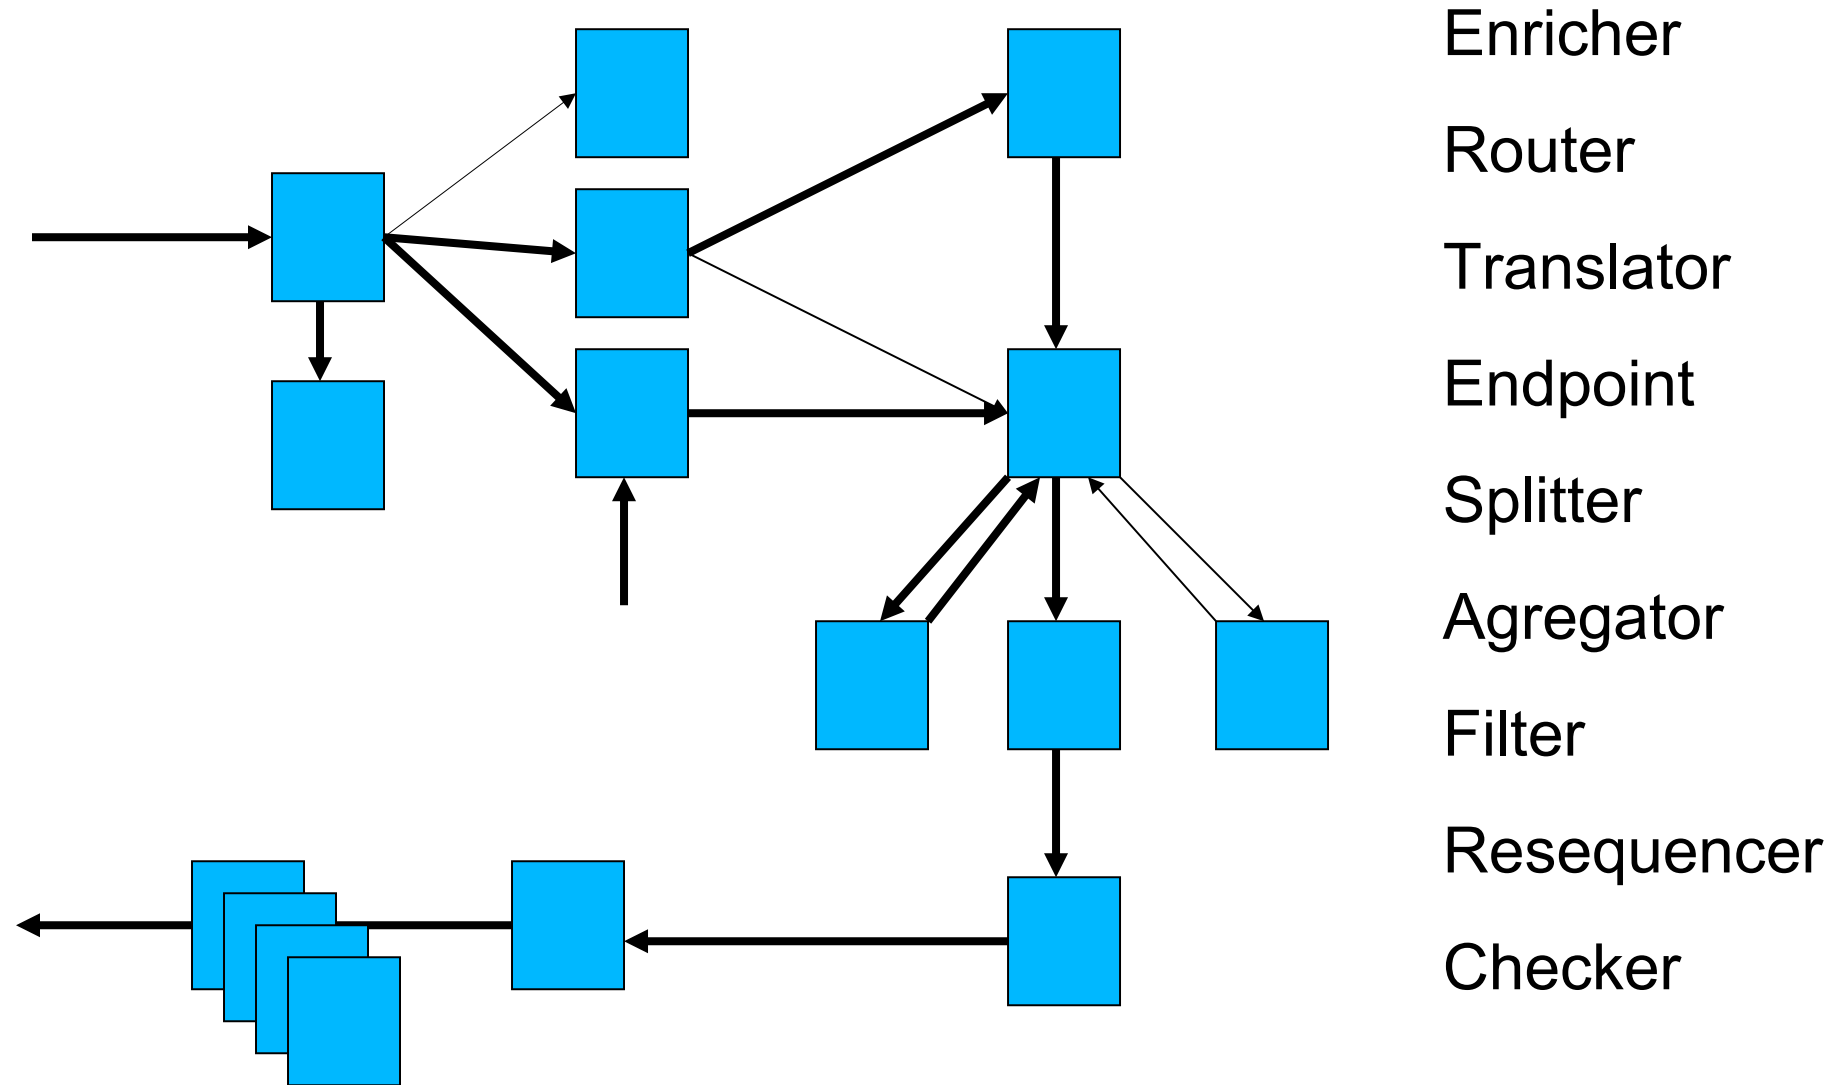 Enricher
Router
Translator
Endpoint
Splitter
Agregator
Filter
Resequencer
Checker